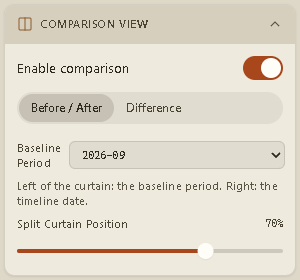 COMPARISON VIEW
Enable comparison
Before / After
Difference
Baseline
Period
2026-09
Left of the curtain: the baseline period. Right: the
timeline date.
Split Curtain Position
70%